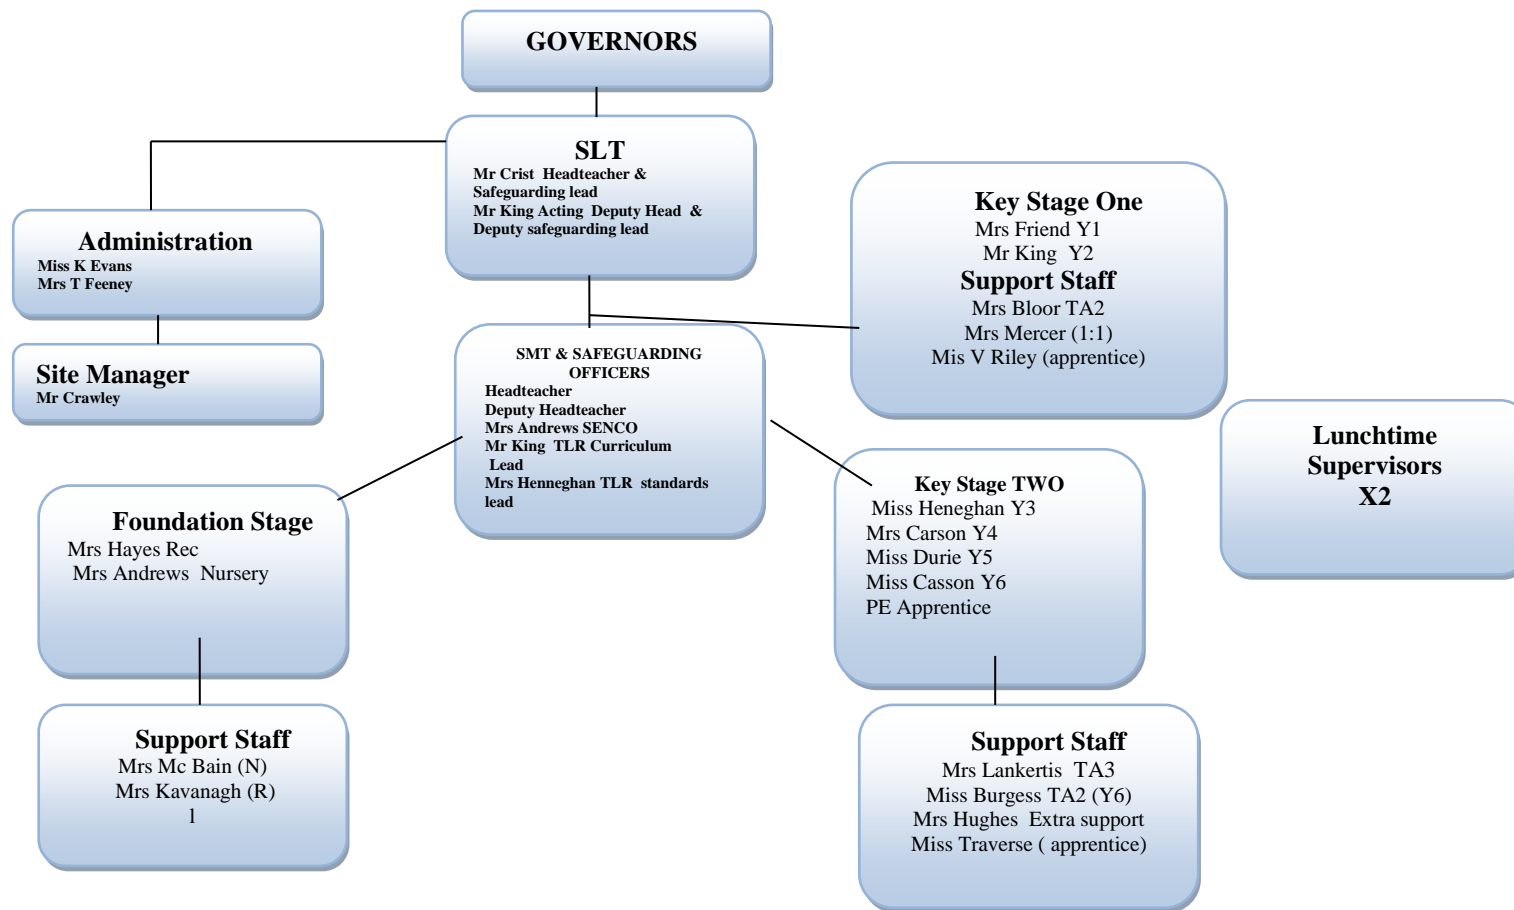 GOVERNORS
SLT
Mr Crist  Headteacher &
Safeguarding lead
Mr King Acting  Deputy Head  &
Deputy safeguarding lead
Administration
Miss K Evans
Mrs T Feeney
Site Manager
Mr Crawley
Key Stage One
Mrs Friend Y1
Mr King  Y2
Support Staff
Mrs Bloor TA2
Mrs Mercer (1:1)
Mis V Riley (apprentice)
SMT & SAFEGUARDING
OFFICERS
Headteacher
Deputy Headteacher
Mrs Andrews SENCO
Mr King  TLR Curriculum
Lead
Mrs Henneghan TLR  standards
lead
Lunchtime
Supervisors
X2
Foundation Stage
Mrs Hayes Rec
Mrs Andrews  Nursery
Key Stage TWO
Miss Heneghan Y3
Mrs Carson Y4
Miss Durie Y5
Miss Casson Y6
PE Apprentice
Support Staff
Mrs Mc Bain (N)
Mrs Kavanagh (R)
l
Support Staff
Mrs Lankertis  TA3
Miss Burgess TA2 (Y6)
Mrs Hughes  Extra support
Miss Traverse ( apprentice)